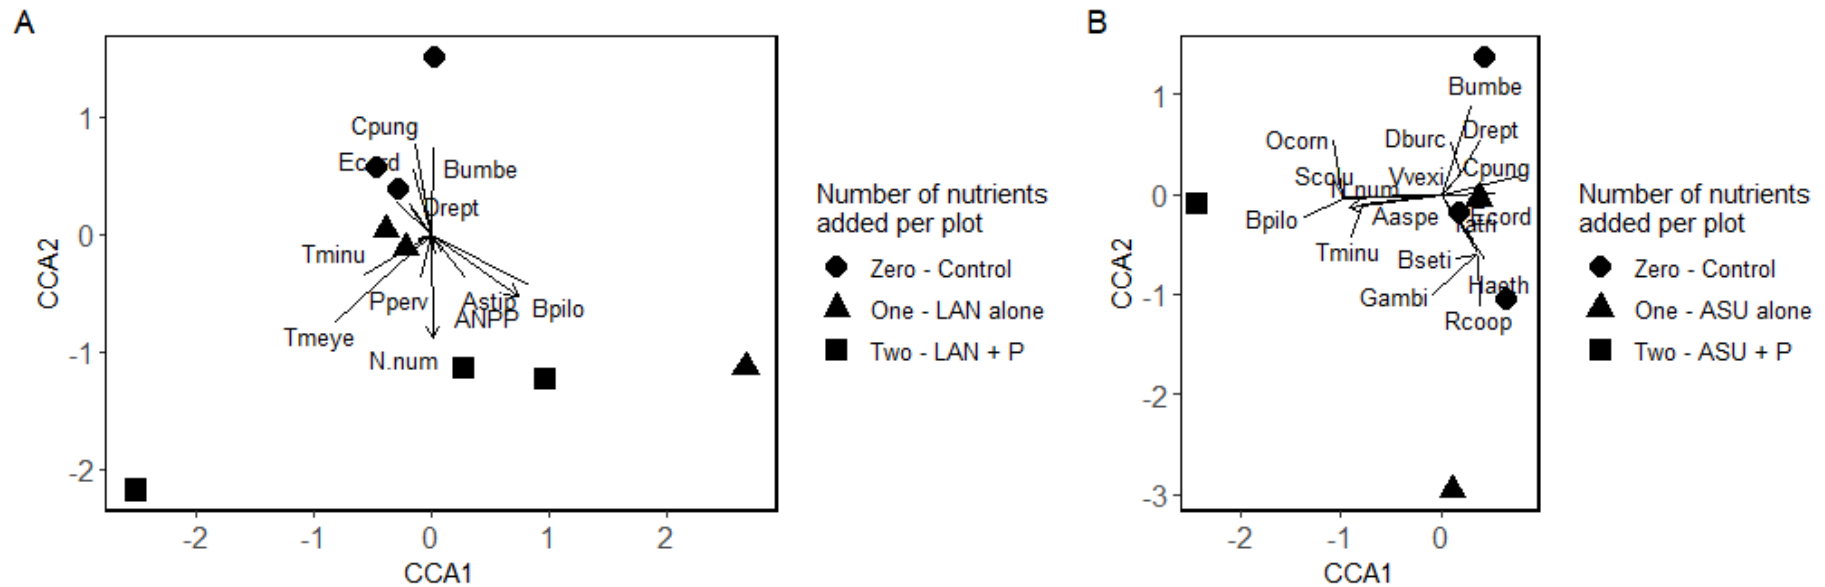 A
CCA2
1
0
-1
-2
Cpung
Ecord
Bumbe
Drept
Tminu
Pperv
Astip
ANPP
Bpilo
Tmeye
N.num
-2
-1
0
1
2
CCA1
Number of nutrients
added per plot
Zero - Control
One - LAN alone
Two - LAN + P
B
CCA2
1
0
-1
-2
-3
Bumbe
Ocorn
Dburc
Drept
Scolu
N.num
Vvexi
Cpung
Bpilo
Aaspe
Ecord
Tminu
Bseti
Gambi
Haeth
Rcoop
-2
-1
0
CCA1
Number of nutrients
added per plot
Zero - Control
One - ASU alone
Two - ASU + P